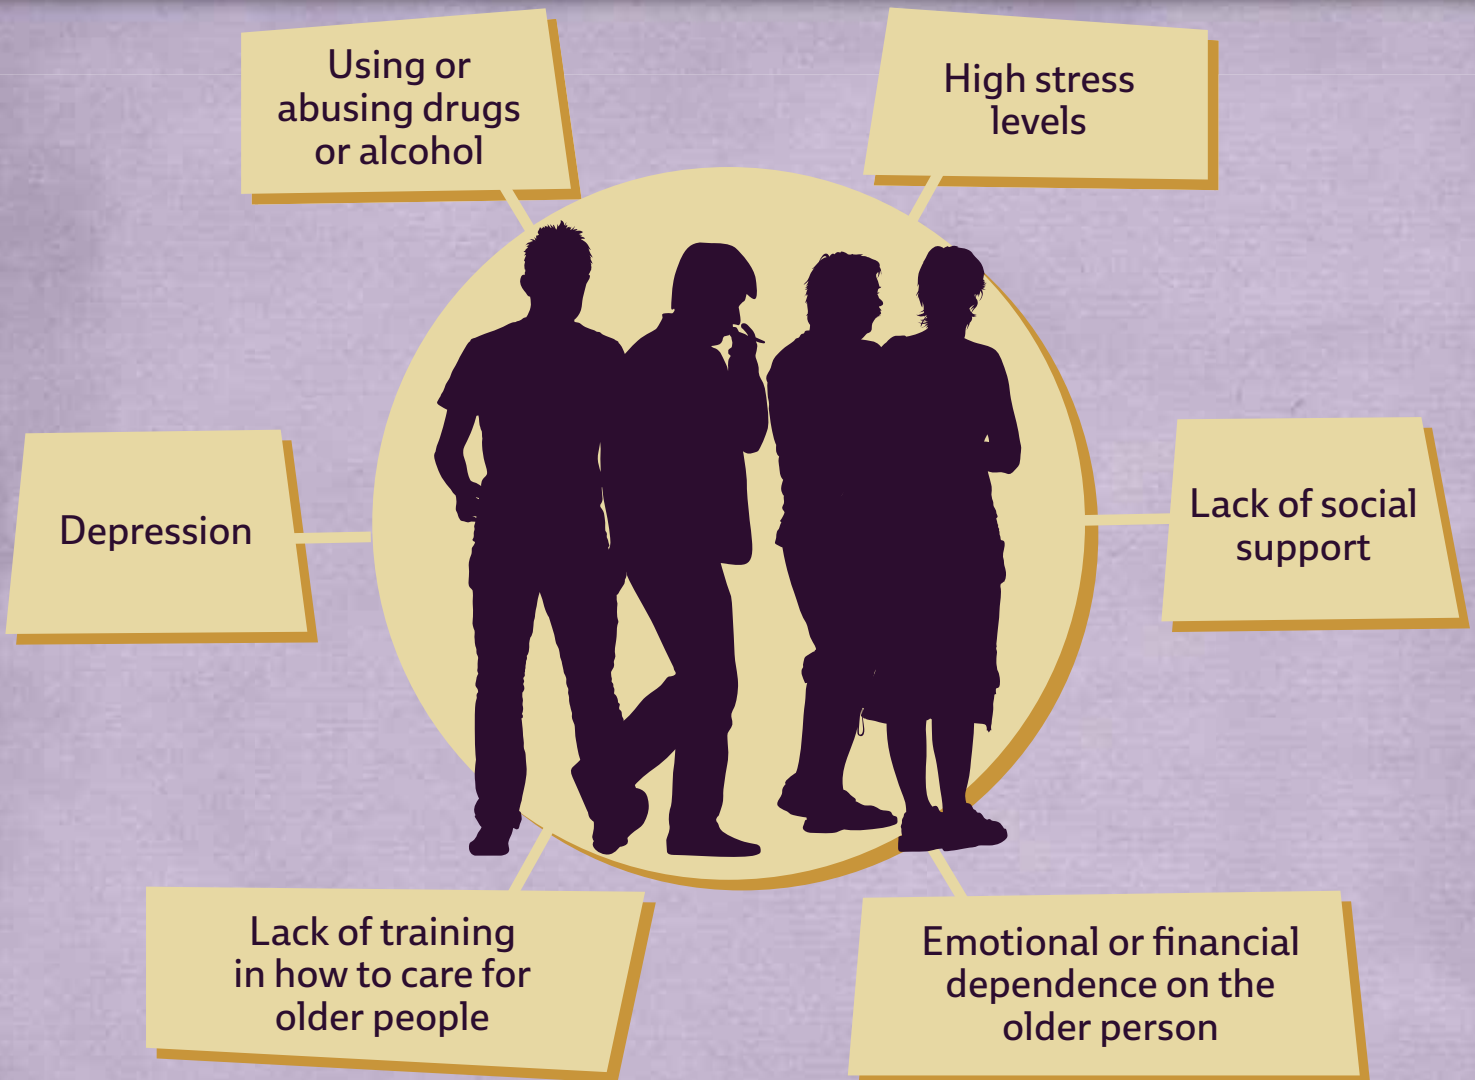 Using or
abusing drugs
or alcohol
High stress
levels
Depression
Lack of social
support
Lack of training
in how to care for
older people
Emotional or financial
dependence on the
older person